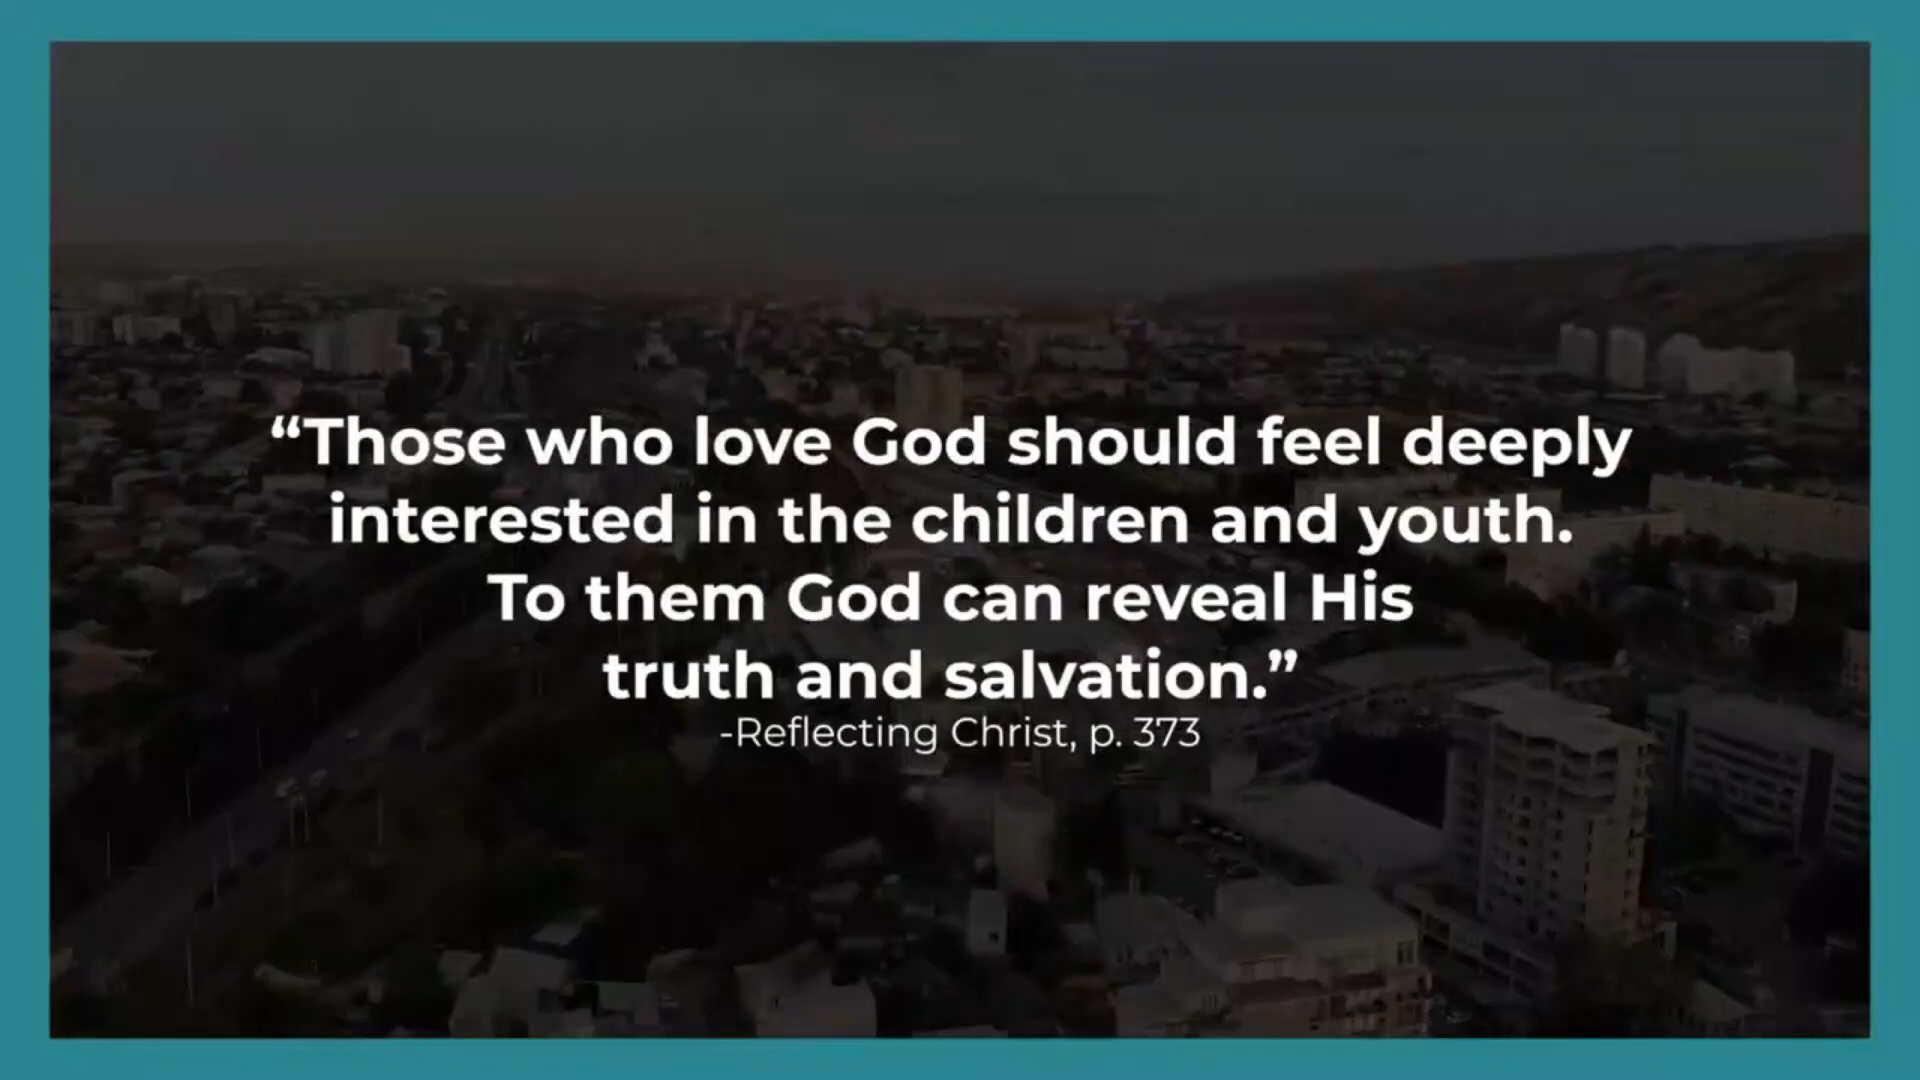 “Those who love God should feel deeply
interested in the children and youth.
To them God can reveal His
truth and salvation.”
-Reflecting Christ, p. 373